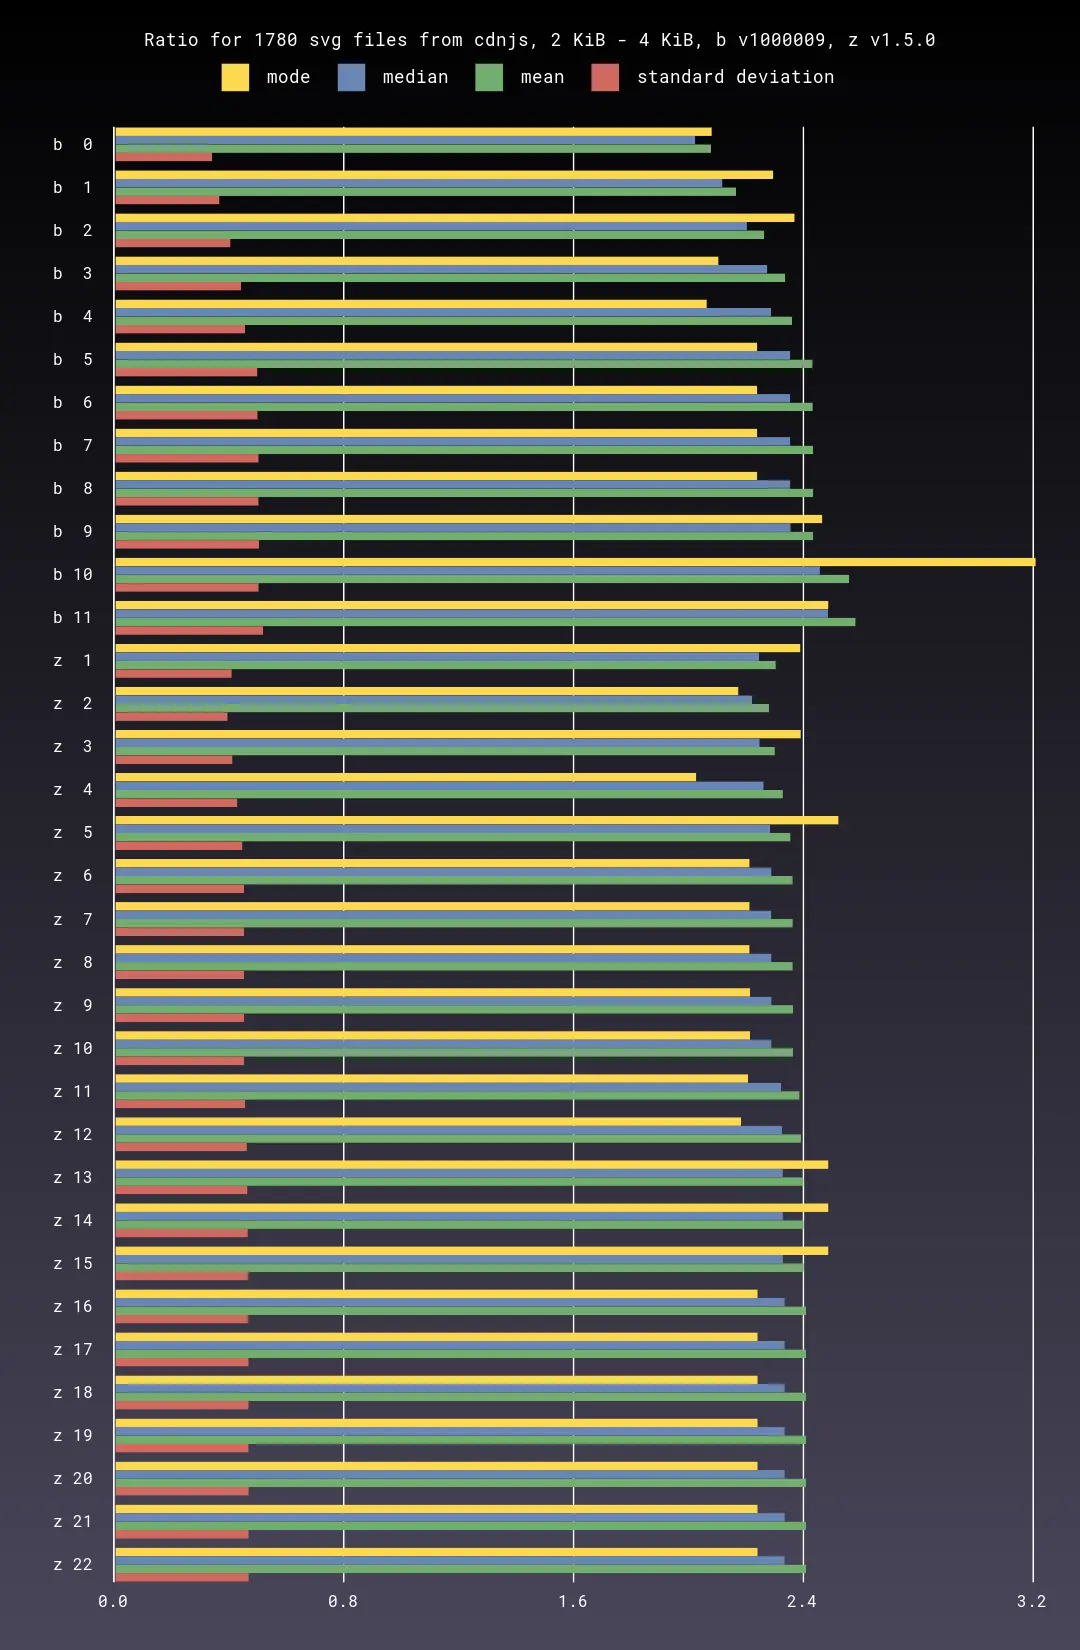 Ratio for 1780 svg files from cdnjs, 2 KiB - 4 KiB, b v1000009, z v1.5.0
mode median mean standard deviation
b 0
b 1
b 2
b 3
b 4
b 5
b 6
b 7
b 8
b 9
b 10
b 11
z 1
z 2
z 3
z 4
z 5
z 6
z 7
z 8
z 9
z 10
z 11
z 12
z 13
z 14
z 15
z 16
z 17
z 18
z 19
z 20
z 21
z 22
0.0 0.8 1.6 2.4 3.2